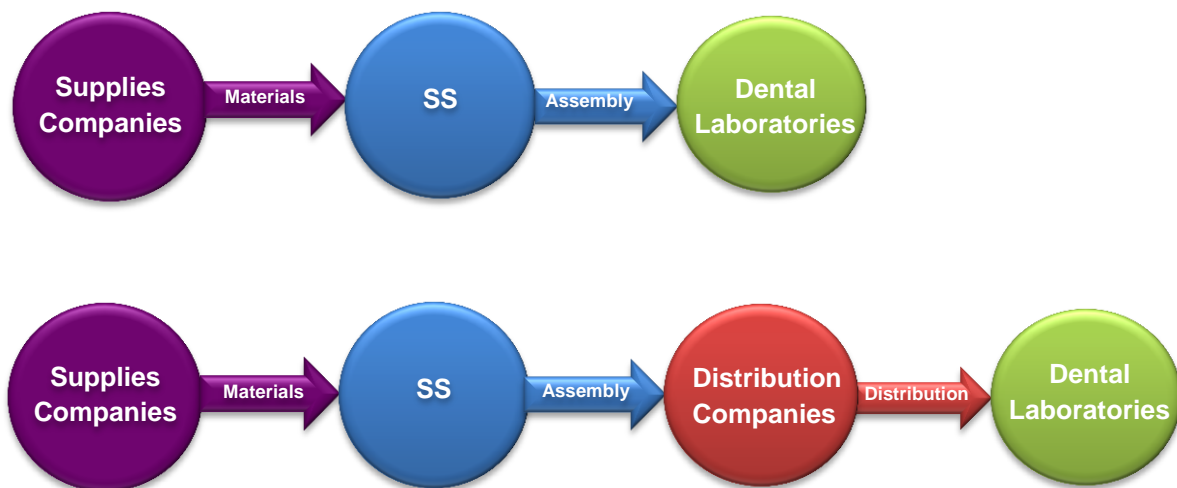 Supplies
Companies
Materials
SS
Assembly
Dental
Laboratories
Supplies
Companies
Materials
SS
Assembly
Distribution
Companies
Distribution
Dental
Laboratories